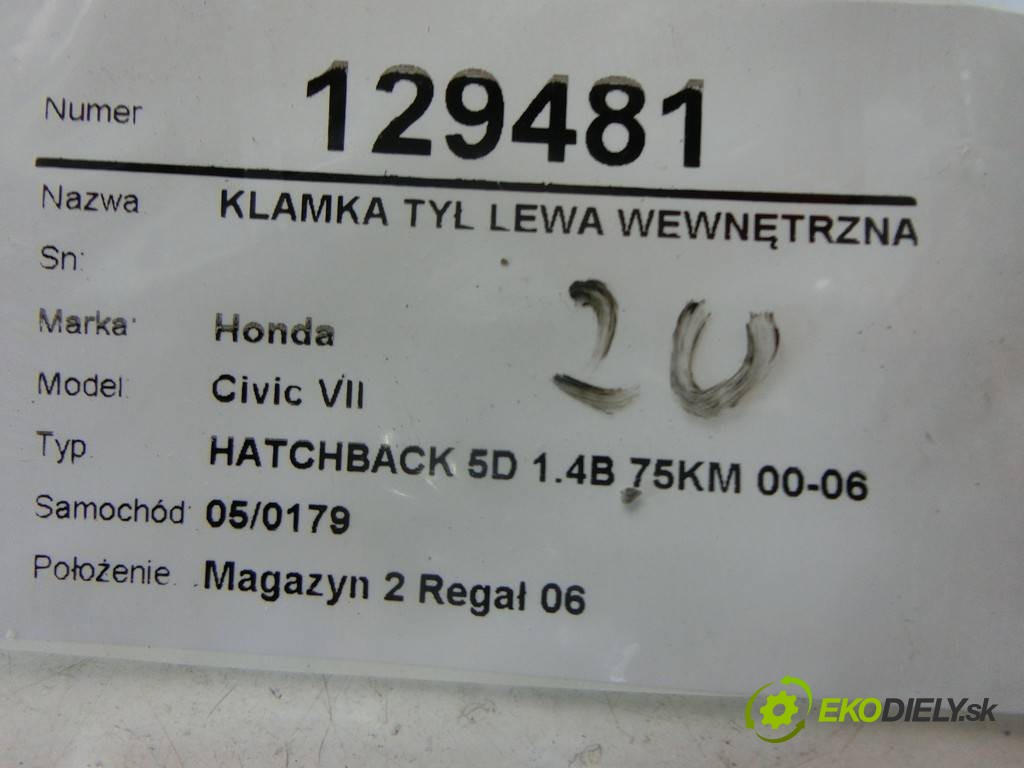 Numer 129481
Nazwa KLAMKA TYŁ LEWA WEWNĘTRZNA
Sn:
20
Marka: Honda
Model: Civic VII
Typ: HATCHBACK 5D 1.4B 75KM 00-06
Samochód: 05/0179
Położenie: Magazyn 2 Regał 06
EKODIELY.sk